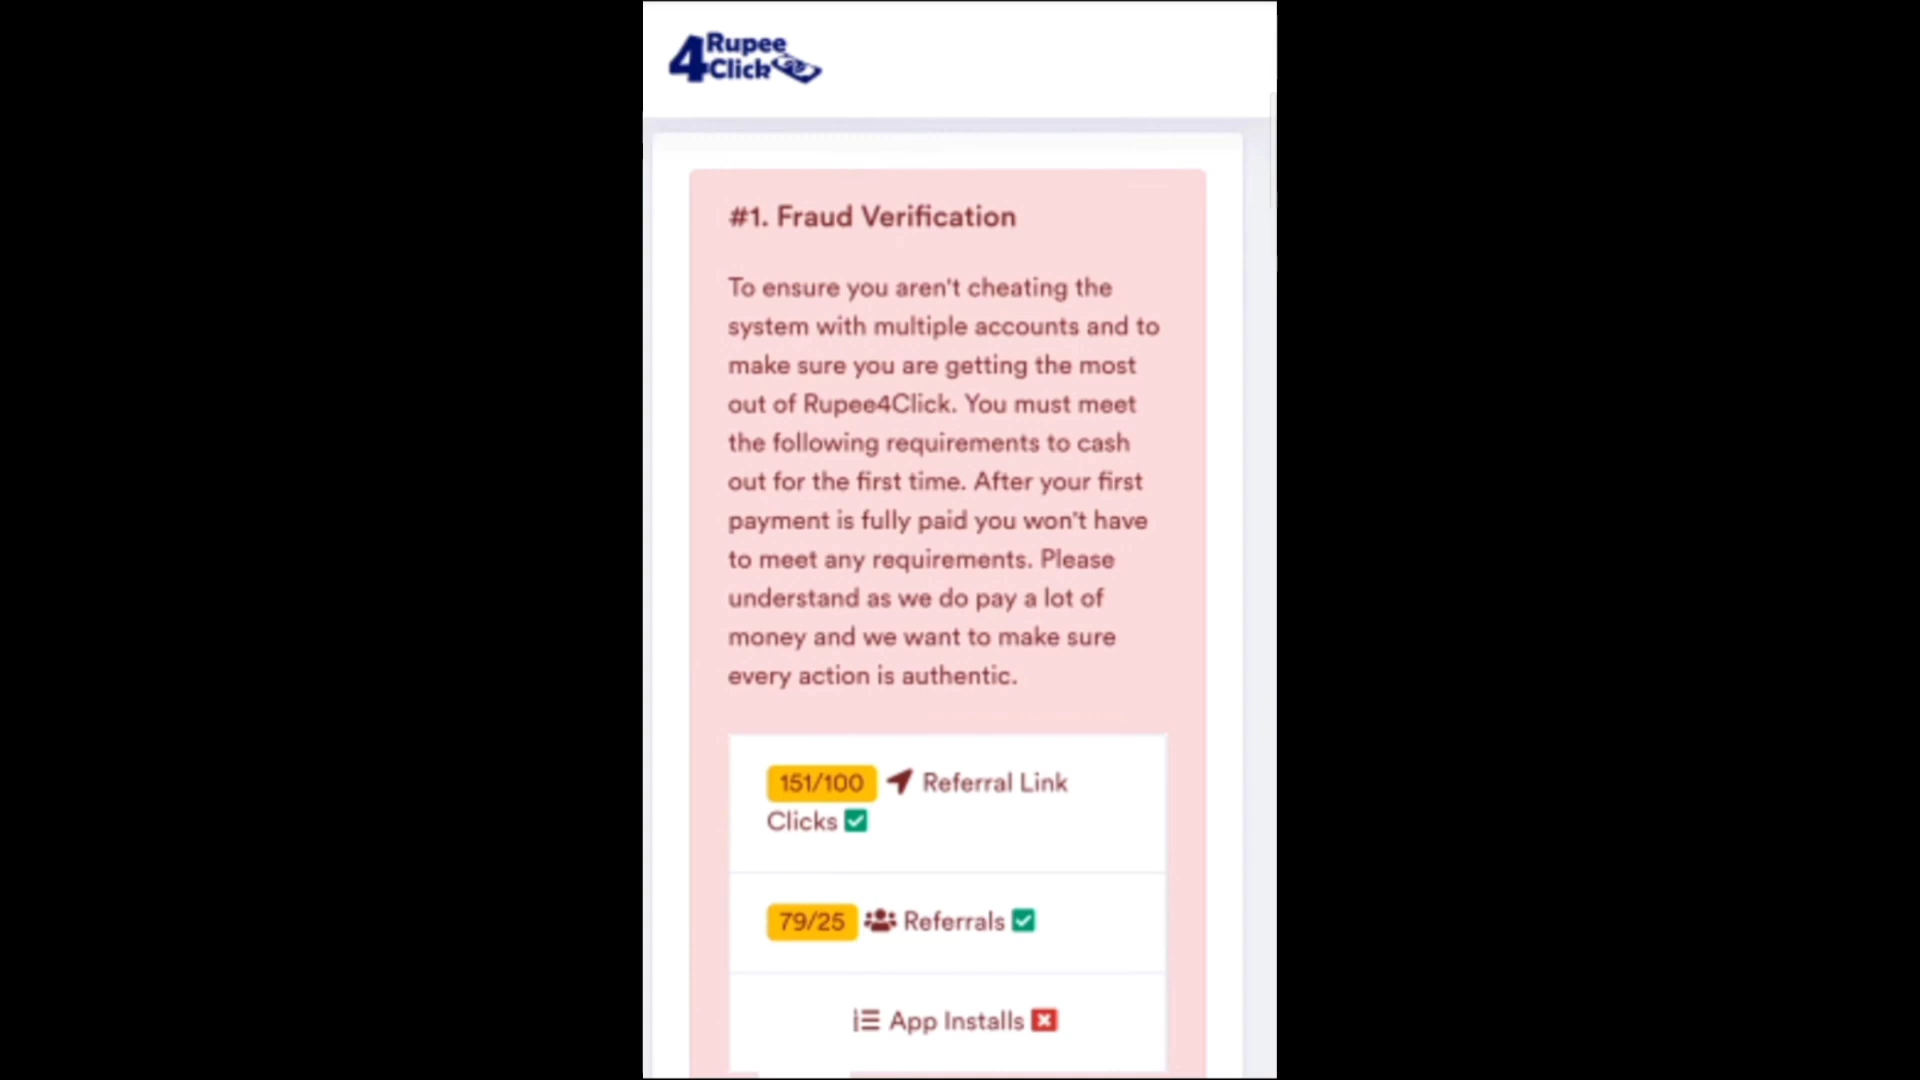 4 Rupee
Click
#1. Fraud Verification
To ensure you aren't cheating the
system with multiple accounts and to
make sure you are getting the most
out of Rupee4Click. You must meet
the following requirements to cash
out for the first time. After your first
payment is fully paid you won't have
to meet any requirements. Please
understand as we do pay a lot of
money and we want to make sure
every action is authentic.
151/100 Referral Link
Clicks
79/25 Referrals
App Installs